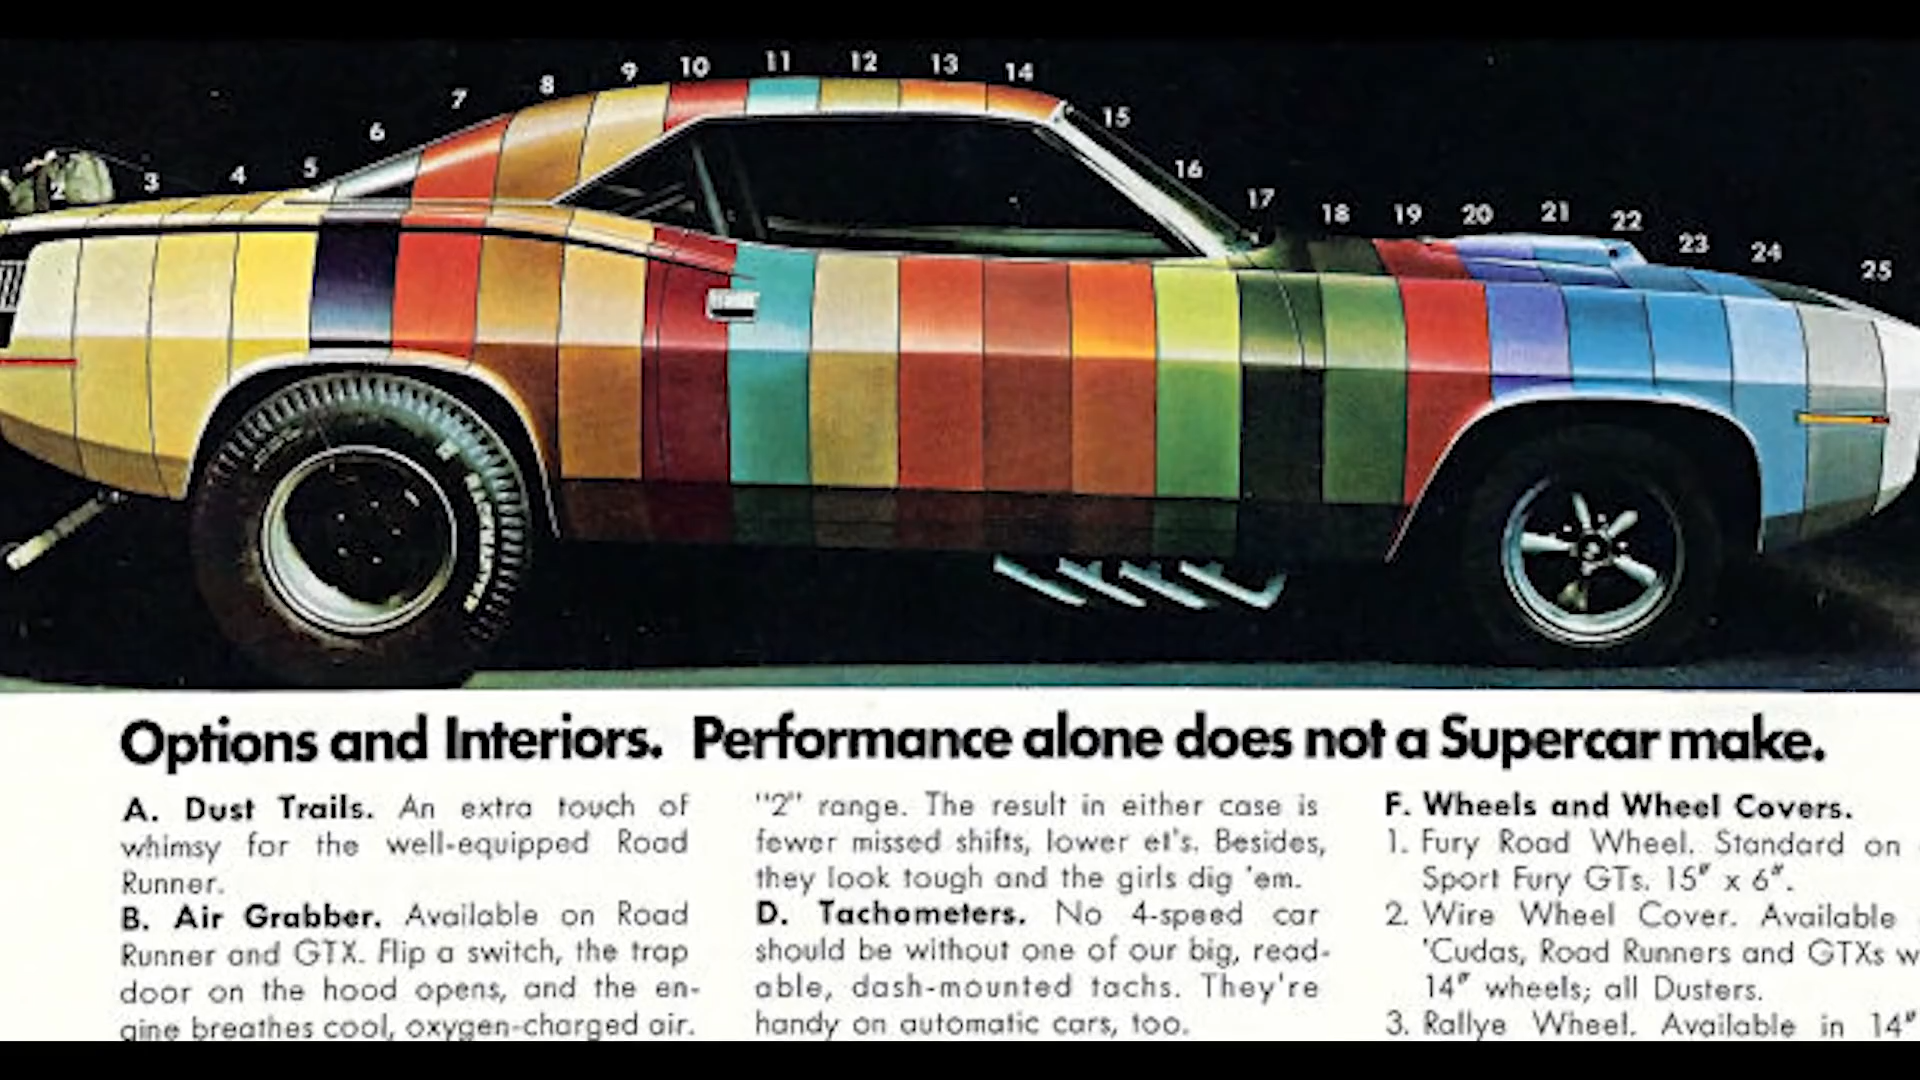 2
3
4
5
6
7
8
9
10
11
12
13
14
15
16
17
18
19
20
21
22
23
24
25
Options and Interiors. Performance alone does not a Supercar make.
A. Dust Trails. An extra touch of
whimsy for the well-equipped Road
Runner.
B. Air Grabber. Available on Road
Runner and GTX. Flip a switch, the trap
door on the hood opens, and the en-
gine breathes cool, oxygen-charged air.
"2" range. The result in either case is
fewer missed shifts, lower et's. Besides,
they look tough and the girls dig 'em.
D. Tachometers. No 4-speed car
should be without one of our big, read-
able, dash-mounted tachs. They're
handy on automatic cars, too.
F. Wheels and Wheel Covers.
1. Fury Road Wheel. Standard on
Sport Fury GTs. 15" x 6".
2. Wire Wheel Cover. Available
'Cudas, Road Runners and GTXs w
14" wheels; all Dusters.
3. Rallye Wheel. Available in 14"